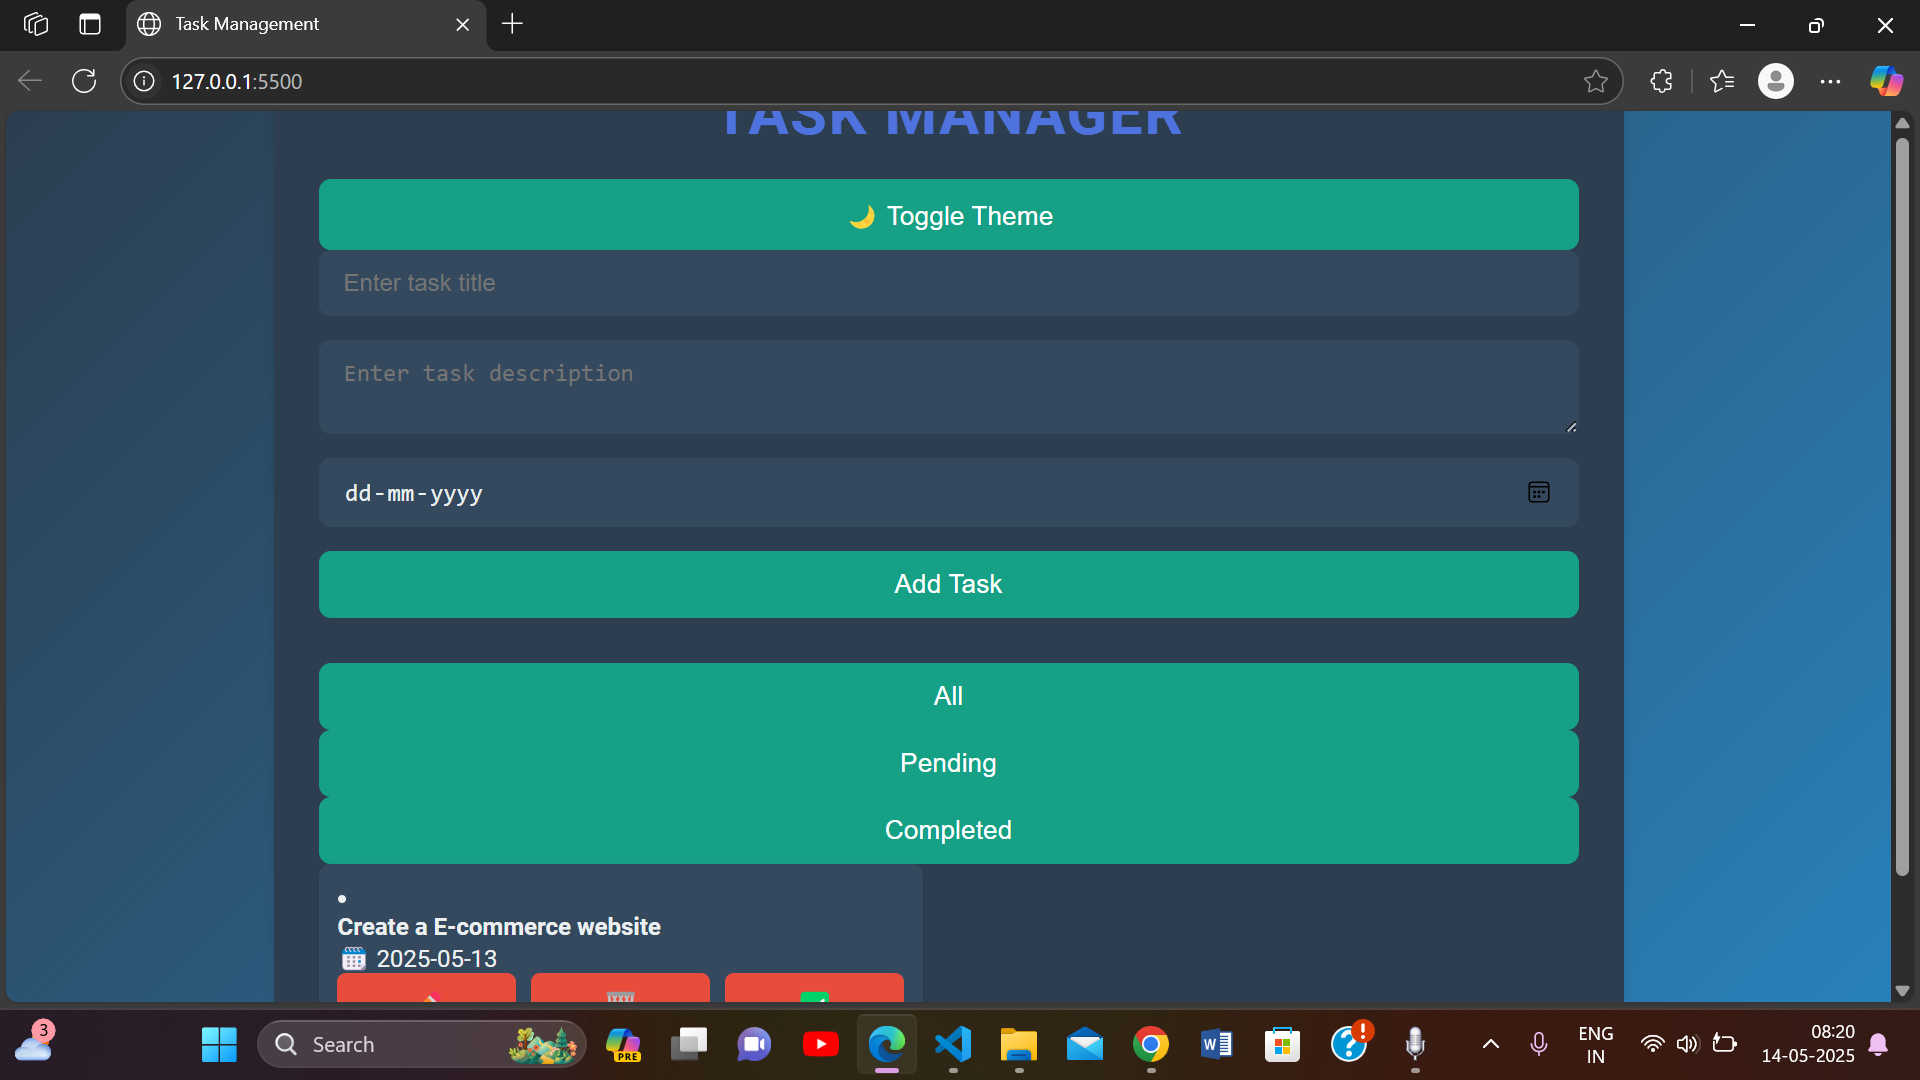 Task Management
127.0.0.1:5500
TASK MANAGER
🌙 Toggle Theme
Enter task title
Enter task description
dd-mm-yyyy
Add Task
All
Pending
Completed
Create a E-commerce website
2025-05-13
3
Search
PRE
W
?
!
ENG
IN
08:20
14-05-2025